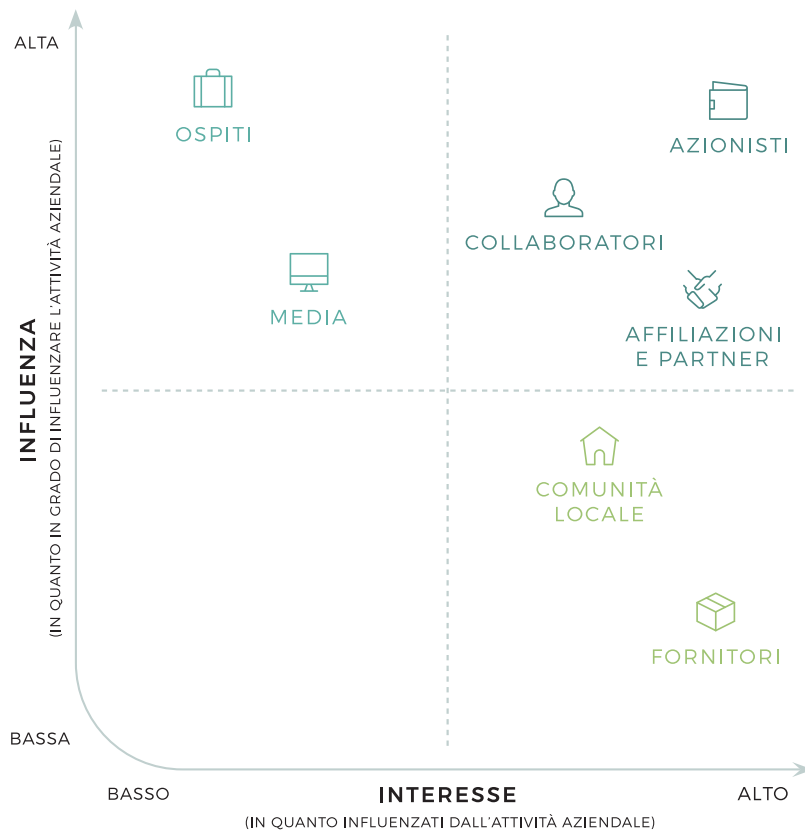 ALTA
OSPITI
AZIONISTI
COLLABORATORI
MEDIA
AFFILIAZIONI
E PARTNER
INFLUENZA
(IN QUANTO IN GRADO DI INFLUENZARE L'ATTIVITÀ AZIENDALE)
COMUNITÀ
LOCALE
FORNITORI
BASSA
BASSO
INTERESSE
ALTO
(IN QUANTO INFLUENZATI DALL'ATTIVITÀ AZIENDALE)